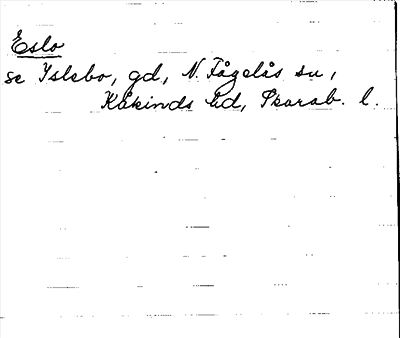 Eslo
se Yslebo, gd, N. Fågelås sn,
Kåkinds hd, Skarab. l.